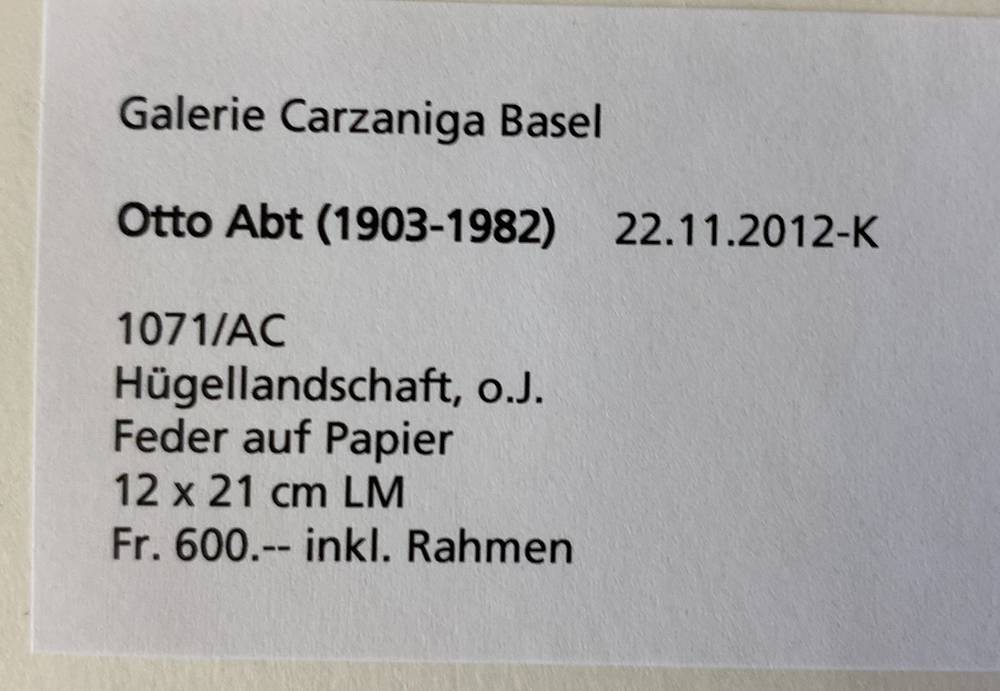 Galerie Carzaniga Basel
Otto Abt (1903-1982) 22.11.2012-K
1071/AC
Hügellandschaft, o.J.
Feder auf Papier
12 x 21 cm LM
Fr. 600.-- inkl. Rahmen